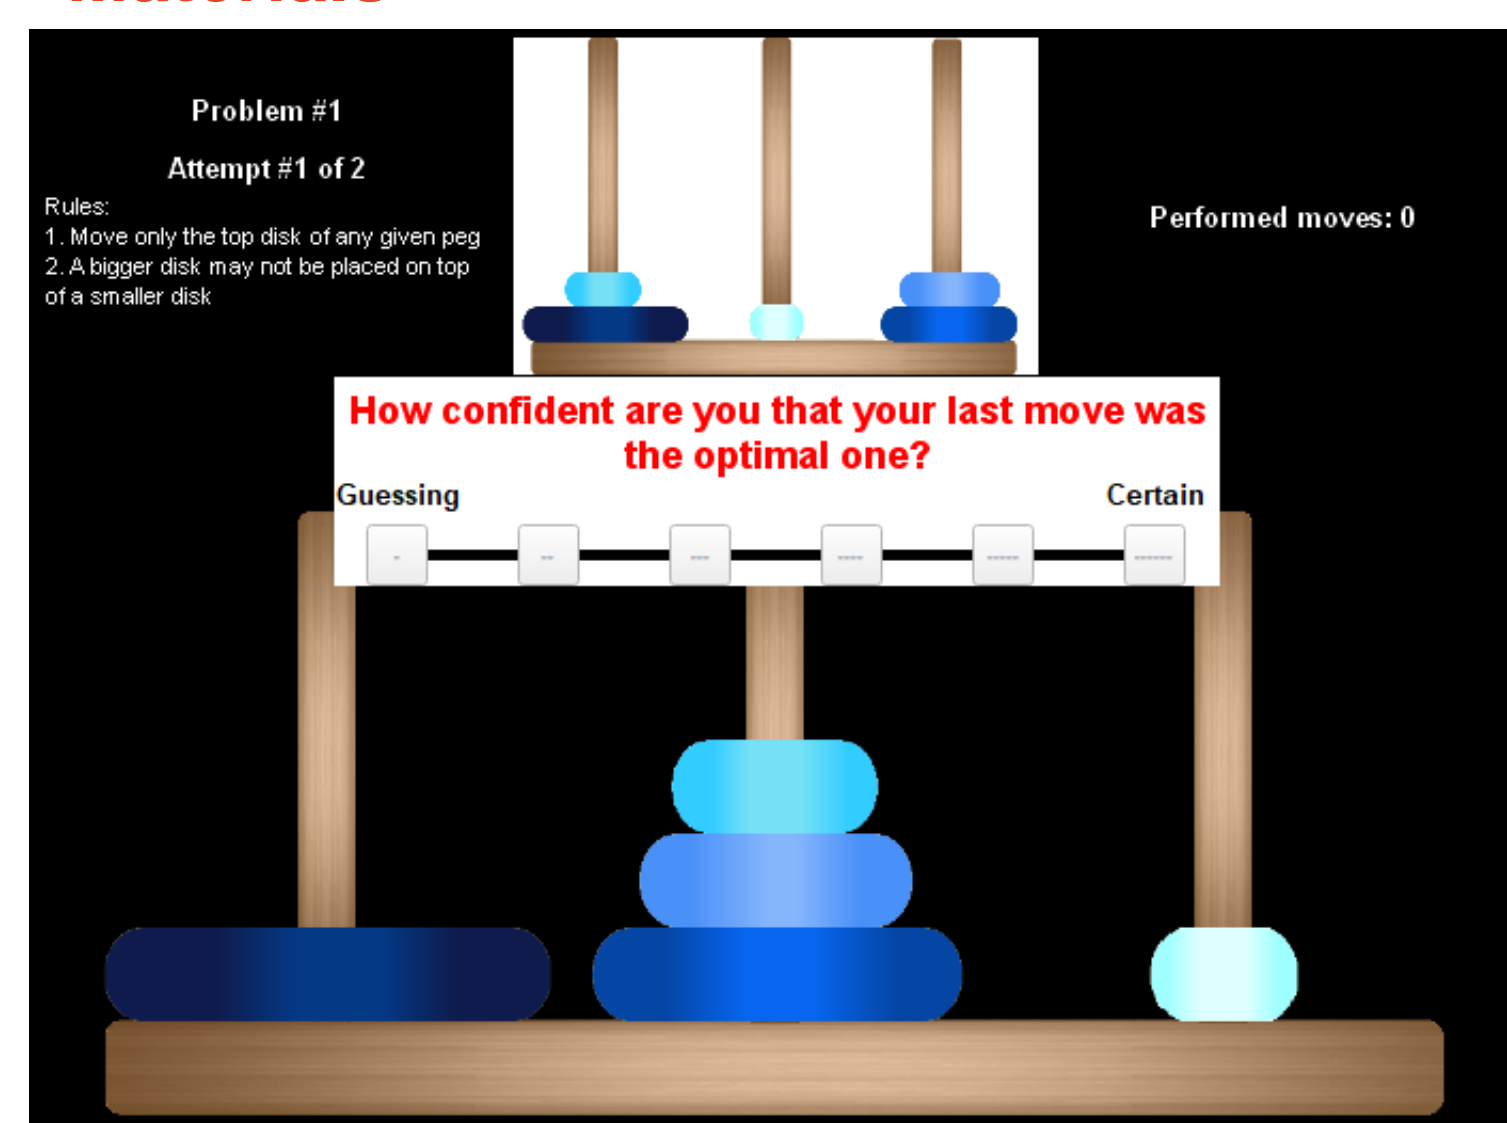 Materials
Problem #1
Attempt #1 of 2
Rules:
1. Move only the top disk of any given peg
2. A bigger disk may not be placed on top
of a smaller disk
Performed moves: 0
How confident are you that your last move was
the optimal one?
Guessing
Certain
- -- --- ---- ----- ------